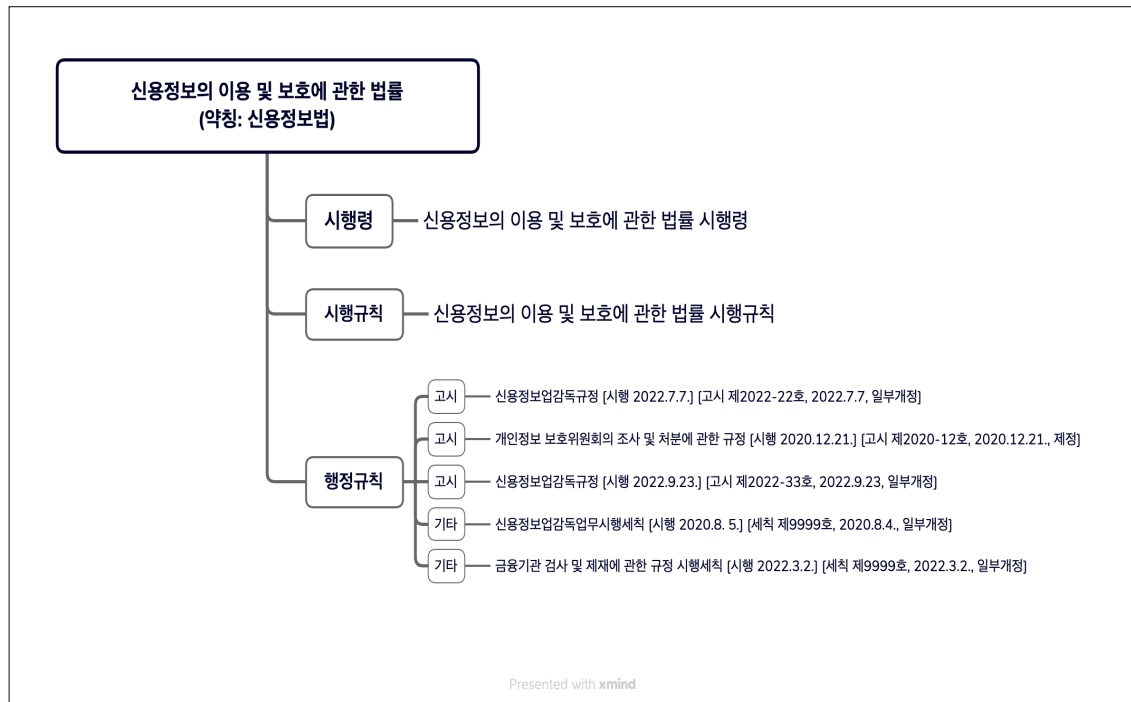 신용정보의 이용 및 보호에 관한 법률
(약칭: 신용정보법)
시행령
신용정보의 이용 및 보호에 관한 법률 시행령
시행규칙
신용정보의 이용 및 보호에 관한 법률 시행규칙
행정규칙
고시
신용정보업감독규정 [시행 2022.7.7.] [고시 제2022-22호, 2022.7.7, 일부개정]
고시
개인정보 보호위원회의 조사 및 처분에 관한 규정 [시행 2020.12.21.] [고시 제2020-12호, 2020.12.21., 제정]
고시
신용정보업감독규정 [시행 2022.9.23.] [고시 제2022-33호, 2022.9.23, 일부개정]
기타
신용정보업감독업무시행세칙 [시행 2020.8. 5.] [세칙 제9999호, 2020.8.4., 일부개정]
기타
금융기관 검사 및 제재에 관한 규정 시행세칙 [시행 2022.3.2.] [세칙 제9999호, 2022.3.2., 일부개정]
Presented with xmind